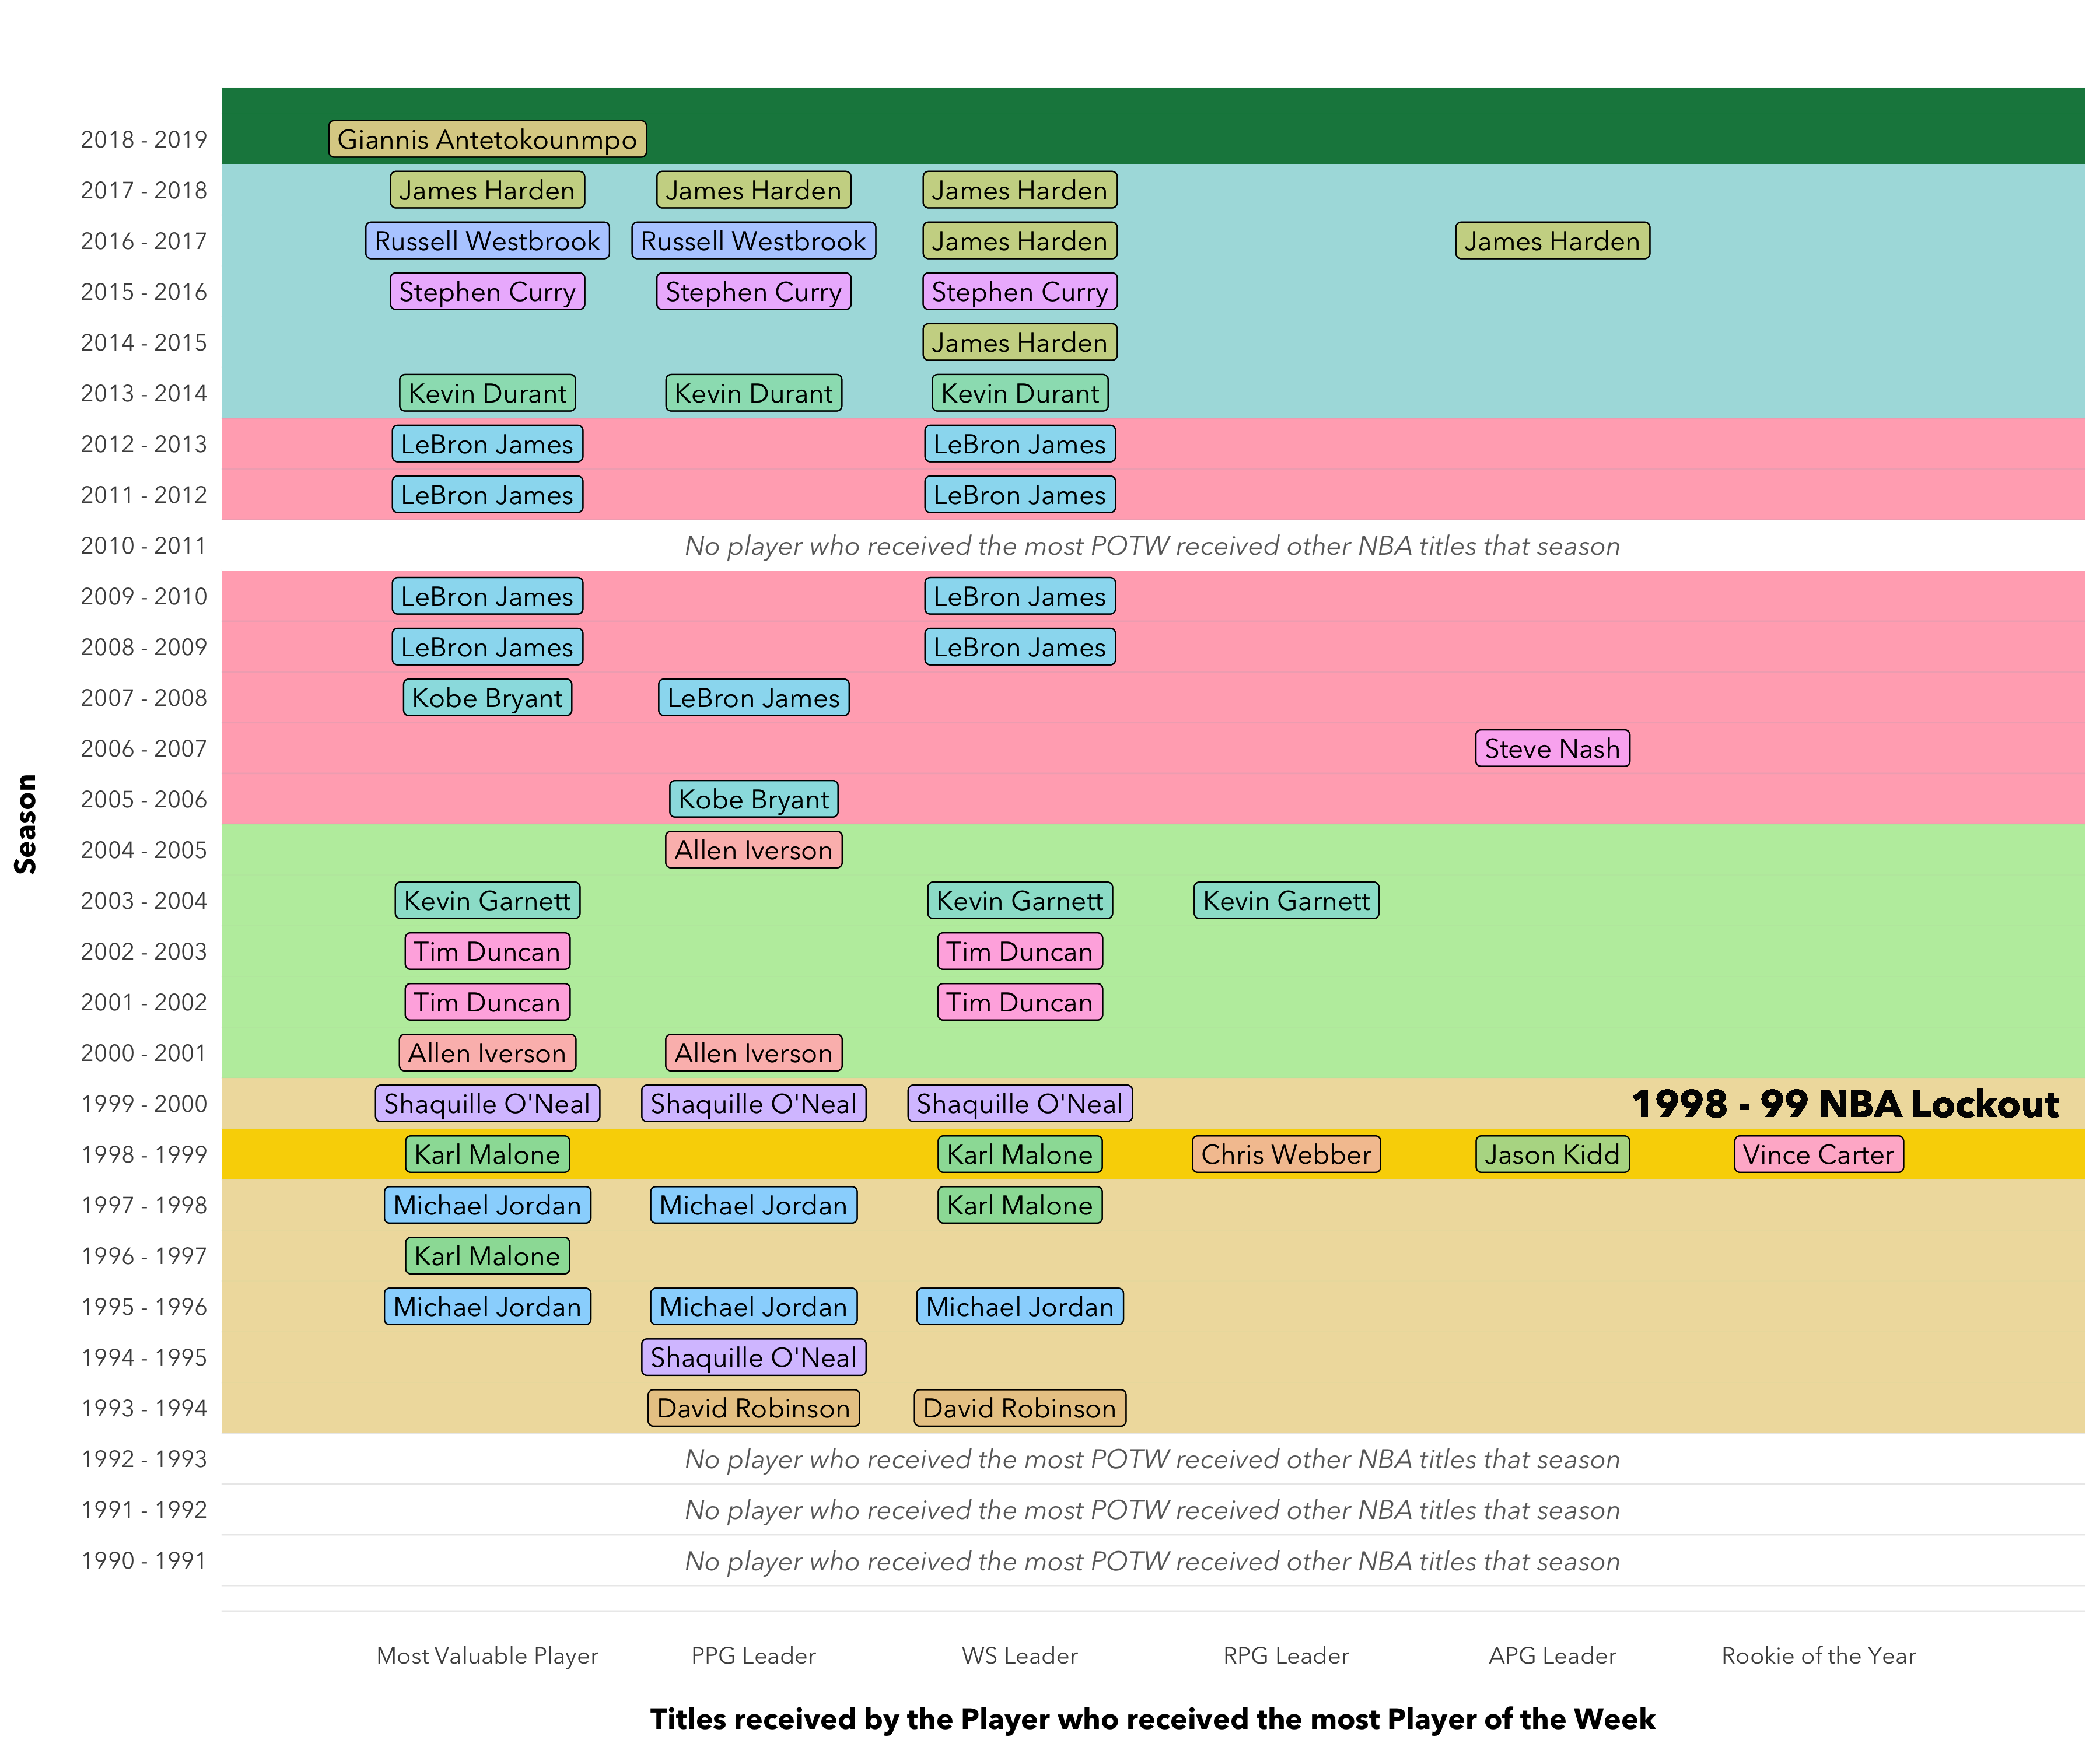 2018 - 2019 Giannis Antetokounmpo
2017 - 2018 James Harden James Harden James Harden
2016 - 2017 Russell Westbrook Russell Westbrook James Harden James Harden
2015 - 2016 Stephen Curry Stephen Curry Stephen Curry
2014 - 2015 James Harden
2013 - 2014 Kevin Durant Kevin Durant Kevin Durant
2012 - 2013 LeBron James LeBron James
2011 - 2012 LeBron James LeBron James
2010 - 2011 No player who received the most POTW received other NBA titles that season
2009 - 2010 LeBron James LeBron James
2008 - 2009 LeBron James LeBron James
2007 - 2008 Kobe Bryant LeBron James
2006 - 2007 Steve Nash
2005 - 2006 Kobe Bryant
Season
2004 - 2005 Allen Iverson
2003 - 2004 Kevin Garnett Kevin Garnett Kevin Garnett
2002 - 2003 Tim Duncan Tim Duncan
2001 - 2002 Tim Duncan Tim Duncan
2000 - 2001 Allen Iverson Allen Iverson
1999 - 2000 Shaquille O'Neal Shaquille O'Neal Shaquille O'Neal 1998 - 99 NBA Lockout
1998 - 1999 Karl Malone Karl Malone Chris Webber Jason Kidd Vince Carter
1997 - 1998 Michael Jordan Michael Jordan Karl Malone
1996 - 1997 Karl Malone
1995 - 1996 Michael Jordan Michael Jordan Michael Jordan
1994 - 1995 Shaquille O'Neal
1993 - 1994 David Robinson David Robinson
1992 - 1993 No player who received the most POTW received other NBA titles that season
1991 - 1992 No player who received the most POTW received other NBA titles that season
1990 - 1991 No player who received the most POTW received other NBA titles that season
Most Valuable Player PPG Leader WS Leader RPG Leader APG Leader Rookie of the Year
Titles received by the Player who received the most Player of the Week